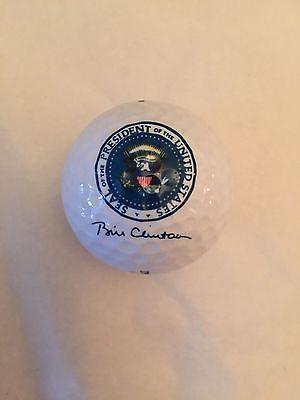 SEAL OF THE PRESIDENT OF THE UNITED STATES
Bill Clinton